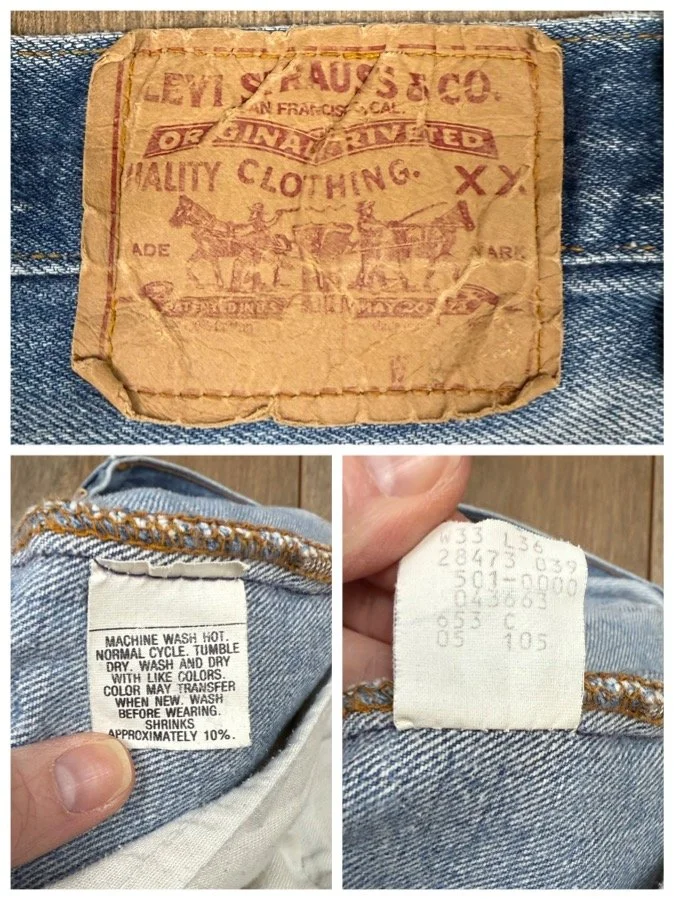 LEVI STRAUSS & CO.
SAN FRANCISCO, CAL.
ORIGINAL RIVETED
QUALITY CLOTHING. XX
ADE MARK
MAY 20
MACHINE WASH HOT.
NORMAL CYCLE. TUMBLE
DRY. WASH AND DRY
WITH LIKE COLORS.
COLOR MAY TRANSFER
WHEN NEW. WASH
BEFORE WEARING.
SHRINKS
APPROXIMATELY 10%.
W33 L36
28473 039
501-0000
043663
653 C
05 105